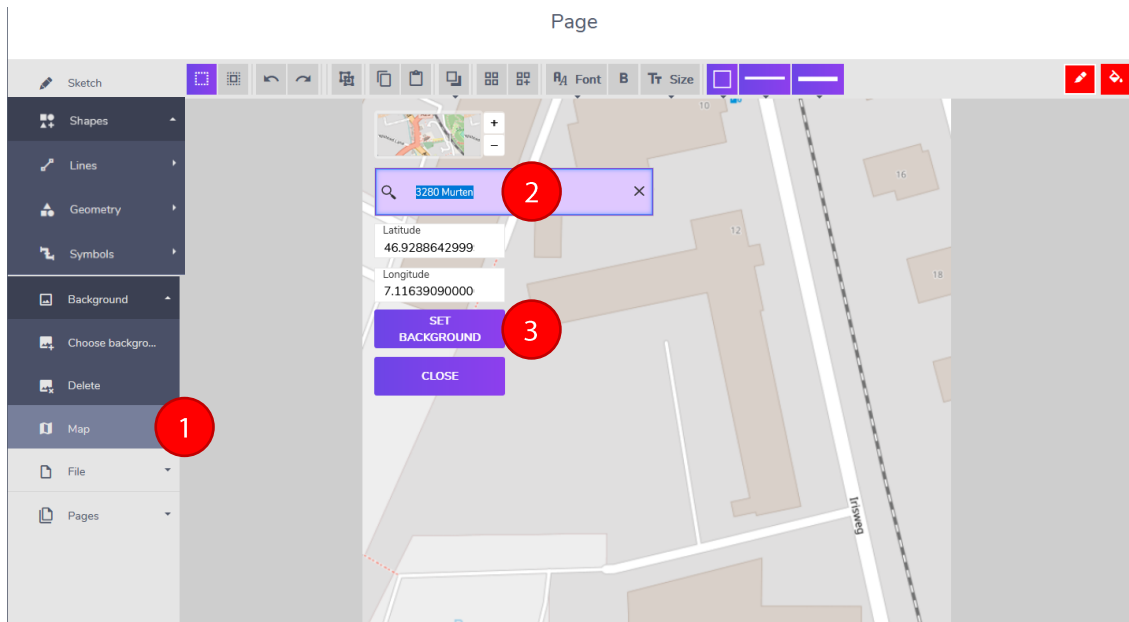 Page
Sketch
Font
B
Size
Shapes
Lines
Geometry
Symbols
Background
Choose backgro...
Delete
Map
1
File
Pages
+
−
3280 Murten
2
Latitude
46.9288642999
Longitude
7.11639090000
SET
BACKGROUND
3
CLOSE
10
16
12
18
Irisweg